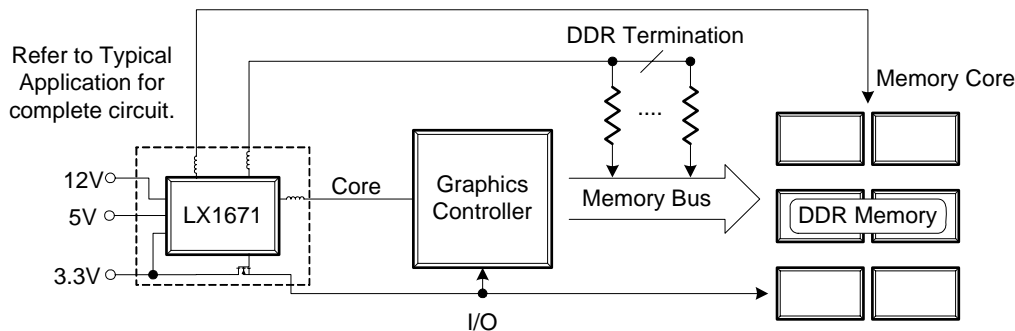 Refer to Typical
Application for
complete circuit.
DDR Termination
Memory Core
....
12V
5V
3.3V
LX1671
Core
Graphics
Controller
Memory Bus
DDR Memory
I/O